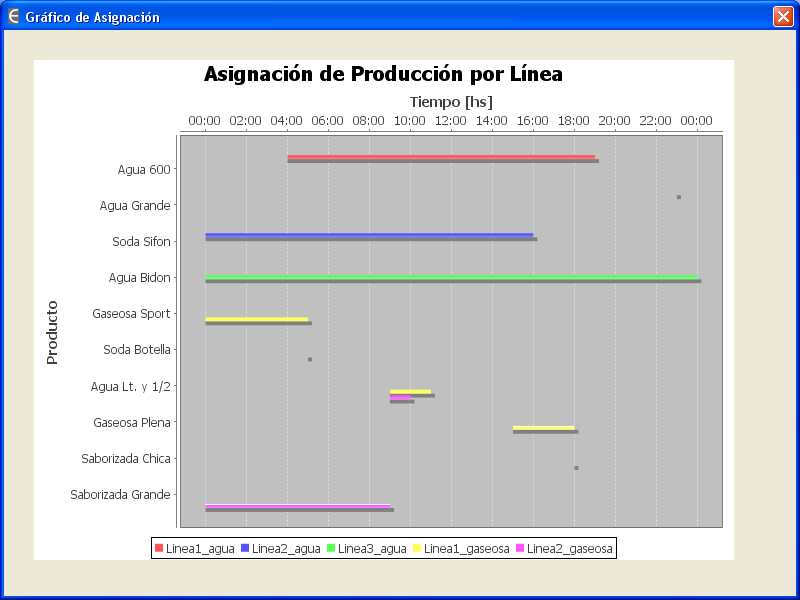 Gráfico de Asignación
Asignación de Producción por Línea
Tiempo [hs]
00:00 02:00 04:00 06:00 08:00 10:00 12:00 14:00 16:00 18:00 20:00 22:00 00:00
Producto
Agua 600
Agua Grande
Soda Sifon
Agua Bidon
Gaseosa Sport
Soda Botella
Agua Lt. y 1/2
Gaseosa Plena
Saborizada Chica
Saborizada Grande
Linea1_agua Linea2_agua Linea3_agua Linea1_gaseosa Linea2_gaseosa